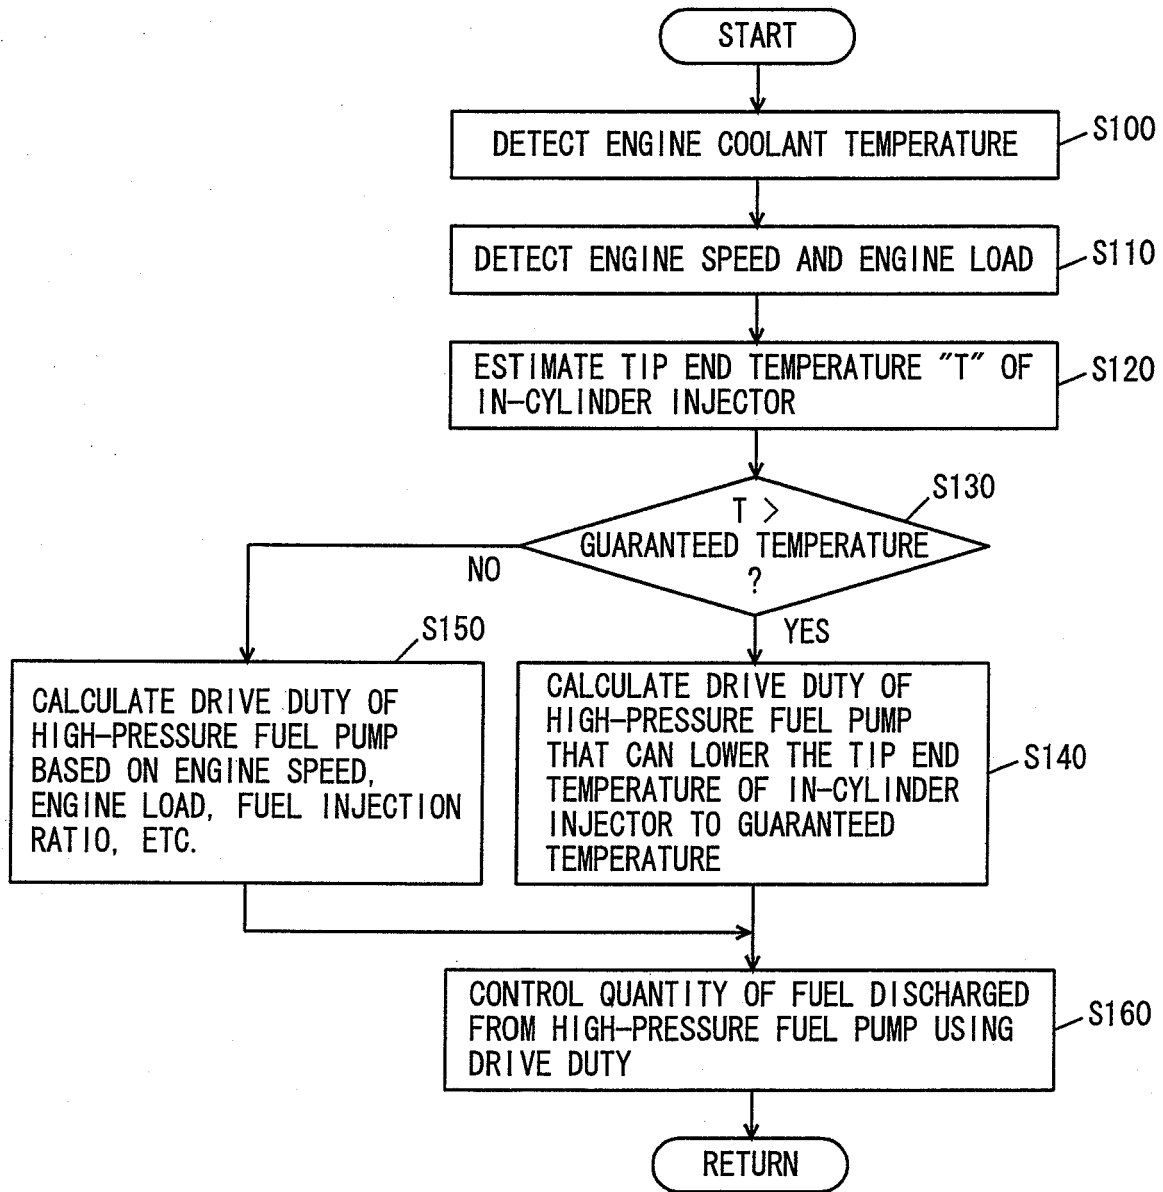 START
DETECT ENGINE COOLANT TEMPERATURE
S100
DETECT ENGINE SPEED AND ENGINE LOAD
S110
ESTIMATE TIP END TEMPERATURE "T" OF
IN-CYLINDER INJECTOR
S120
S130
T >
GUARANTEED TEMPERATURE
?
NO
YES
S150
CALCULATE DRIVE DUTY OF
HIGH-PRESSURE FUEL PUMP
BASED ON ENGINE SPEED,
ENGINE LOAD, FUEL INJECTION
RATIO, ETC.
CALCULATE DRIVE DUTY OF
HIGH-PRESSURE FUEL PUMP
THAT CAN LOWER THE TIP END
TEMPERATURE OF IN-CYLINDER
INJECTOR TO GUARANTEED
TEMPERATURE
S140
CONTROL QUANTITY OF FUEL DISCHARGED
FROM HIGH-PRESSURE FUEL PUMP USING
DRIVE DUTY
S160
RETURN